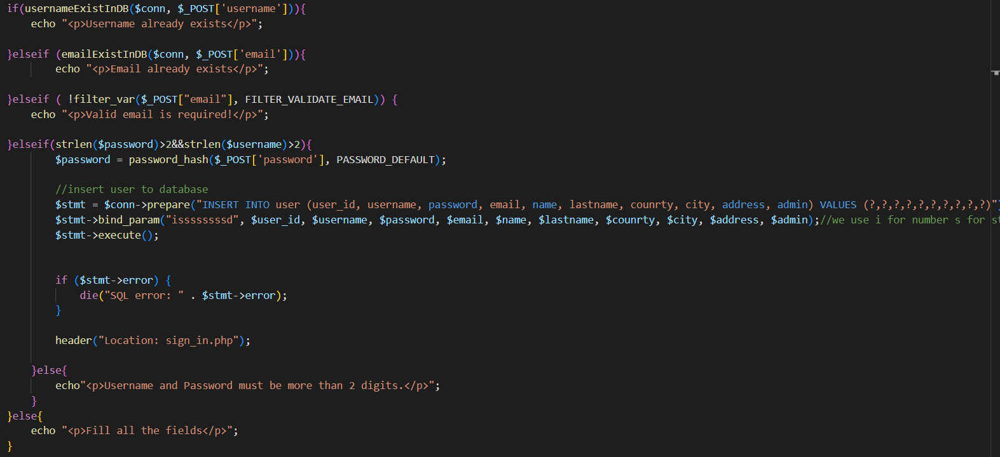 if(usernameExistInDB($conn, $_POST['username'])){
echo "<p>Username already exists</p>";
}elseif (emailExistInDB($conn, $_POST['email'])){
echo "<p>Email already exists</p>";
}elseif ( !filter_var($_POST["email"], FILTER_VALIDATE_EMAIL)) {
echo "<p>Valid email is required!</p>";
}elseif(strlen($password)>2&&strlen($username)>2){
$password = password_hash($_POST['password'], PASSWORD_DEFAULT);
//insert user to database
$stmt = $conn->prepare("INSERT INTO user (user_id, username, password, email, name, lastname, counrty, city, address, admin) VALUES (?,?,?,?,?,?,?,?,?,?)")
$stmt->bind_param("issssssssd", $user_id, $username, $password, $email, $name, $lastname, $counrty, $city, $address, $admin);//we use i for number s for st
$stmt->execute();
if ($stmt->error) {
die("SQL error: " . $stmt->error);
}
header("Location: sign_in.php");
}else{
echo"<p>Username and Password must be more than 2 digits.</p>";
}
}else{
echo "<p>Fill all the fields</p>";
}